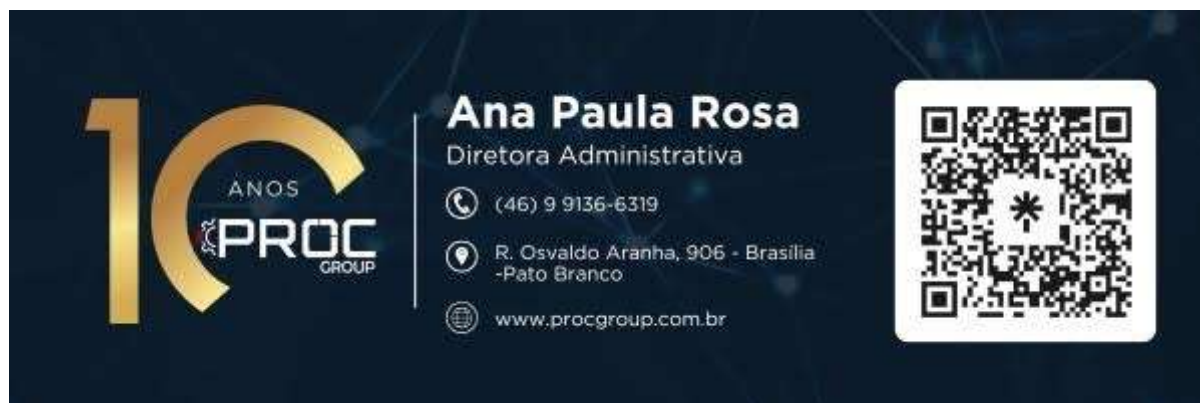 10
ANOS
PROC
GROUP
Ana Paula Rosa
Diretora Administrativa
(46) 9 9136-6319
R. Osvaldo Aranha, 906 - Brasília
-Pato Branco
www.procgroup.com.br